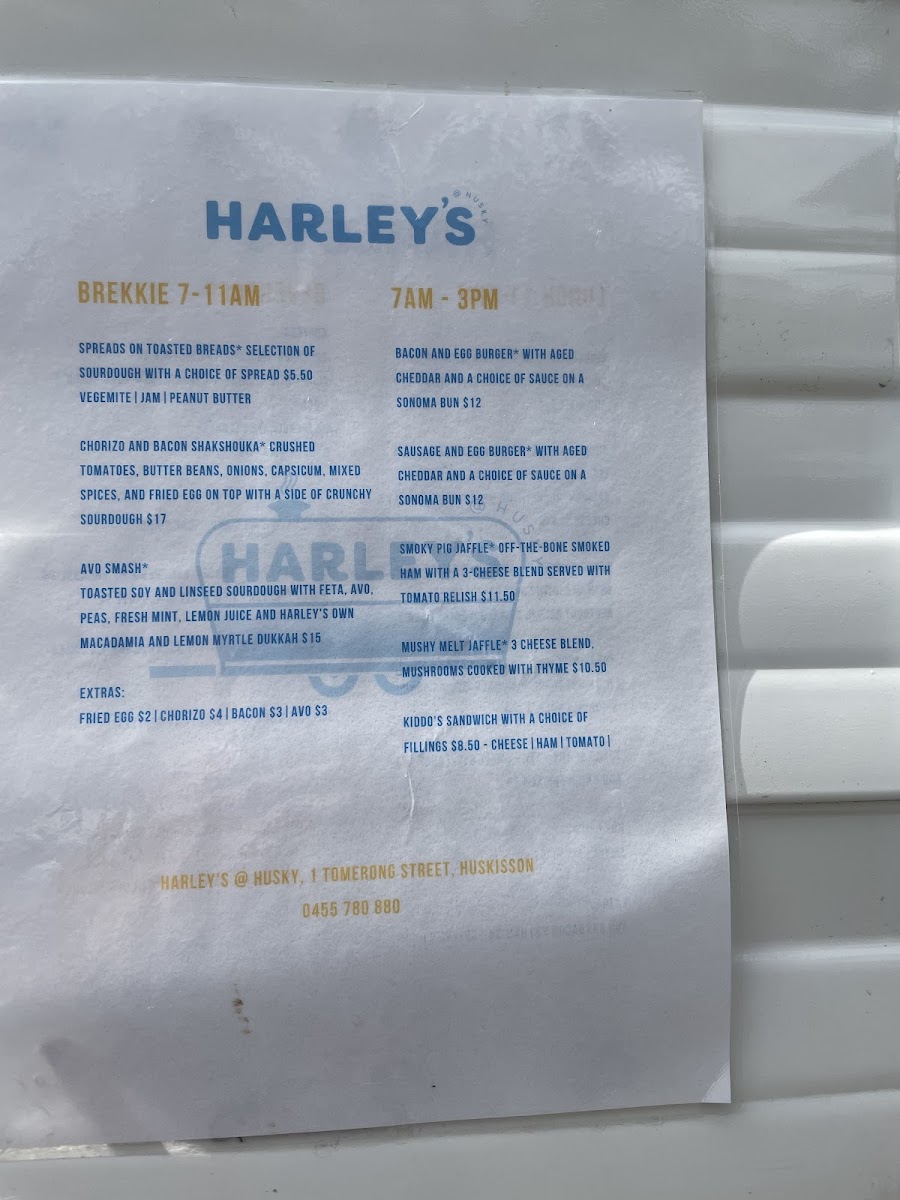 HARLEY'S
@ HUSKY
BREKKIE 7-11AM
SPREADS ON TOASTED BREADS* SELECTION OF
SOURDOUGH WITH A CHOICE OF SPREAD $5.50
VEGEMITE | JAM | PEANUT BUTTER
CHORIZO AND BACON SHAKSHOUKA* CRUSHED
TOMATOES, BUTTER BEANS, ONIONS, CAPSICUM, MIXED
SPICES, AND FRIED EGG ON TOP WITH A SIDE OF CRUNCHY
SOURDOUGH $17
AVO SMASH*
TOASTED SOY AND LINSEED SOURDOUGH WITH FETA, AVO,
PEAS, FRESH MINT, LEMON JUICE AND HARLEY'S OWN
MACADAMIA AND LEMON MYRTLE DUKKAH $15
EXTRAS:
FRIED EGG $2 | CHORIZO $4 | BACON $3 | AVO $3
7AM - 3PM
BACON AND EGG BURGER* WITH AGED
CHEDDAR AND A CHOICE OF SAUCE ON A
SONOMA BUN $12
SAUSAGE AND EGG BURGER* WITH AGED
CHEDDAR AND A CHOICE OF SAUCE ON A
SONOMA BUN $12
SMOKY PIG JAFFLE* OFF-THE-BONE SMOKED
HAM WITH A 3-CHEESE BLEND SERVED WITH
TOMATO RELISH $11.50
MUSHY MELT JAFFLE* 3 CHEESE BLEND,
MUSHROOMS COOKED WITH THYME $10.50
KIDDO'S SANDWICH WITH A CHOICE OF
FILLINGS $8.50 - CHEESE | HAM | TOMATO |
HARLEY'S
@ HUS
HARLEY'S @ HUSKY, 1 TOMERONG STREET, HUSKISSON
0455 780 880